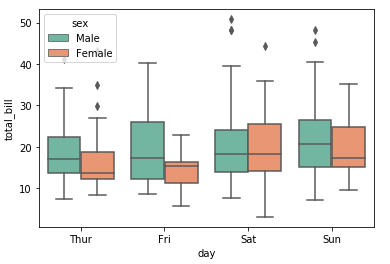 50
40
30
20
10
total_bill
sex
Male
Female
Thur
Fri
Sat
Sun
day